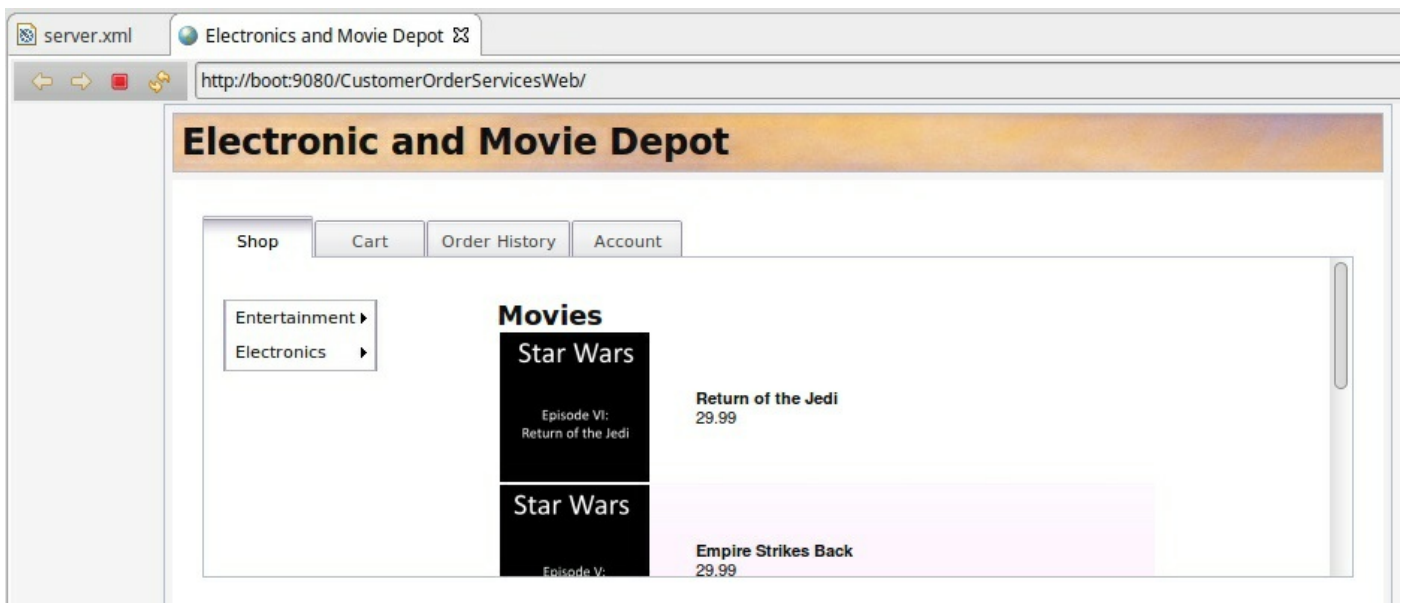 server.xml
Electronics and Movie Depot
http://boot:9080/CustomerOrderServicesWeb/
Electronic and Movie Depot
Shop
Cart
Order History
Account
Entertainment
Electronics
Movies
Star Wars
Episode VI:
Return of the Jedi
Return of the Jedi
29.99
Star Wars
Episode V:
Empire Strikes Back
29.99